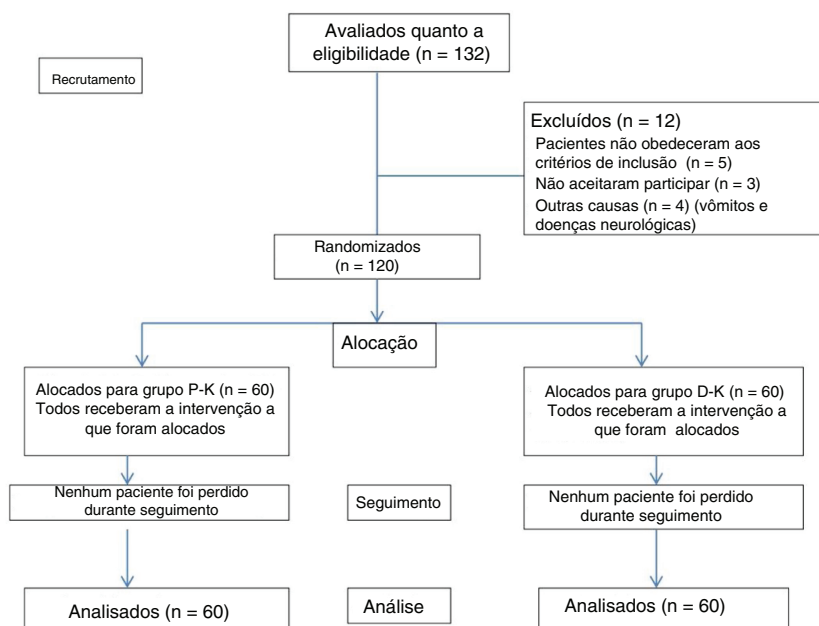 Avaliados quanto a
eligibilidade (n = 132)
Recrutamento
Excluídos (n = 12)
Pacientes não obedeceram aos
critérios de inclusão (n = 5)
Não aceitaram participar (n = 3)
Outras causas (n = 4) (vômitos e
doenças neurológicas)
Randomizados
(n = 120)
Alocação
Alocados para grupo P-K (n = 60)
Todos receberam a intervenção a
que foram alocados
Alocados para grupo D-K (n = 60)
Todos receberam a intervenção a
que foram alocados
Nenhum paciente foi perdido
durante seguimento
Seguimento
Nenhum paciente foi perdido
durante seguimento
Analisados (n = 60)
Análise
Analisados (n = 60)